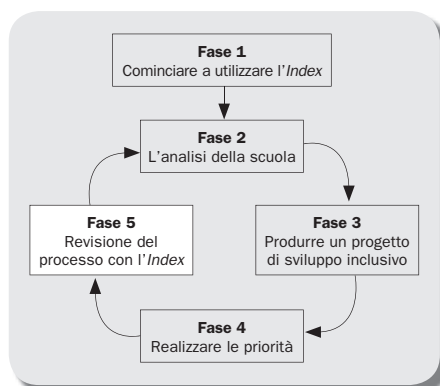 Fase 1
Cominciare a utilizzare l'Index
Fase 2
L'analisi della scuola
Fase 5
Revisione del
processo con l'Index
Fase 3
Produrre un progetto
di sviluppo inclusivo
Fase 4
Realizzare le priorità